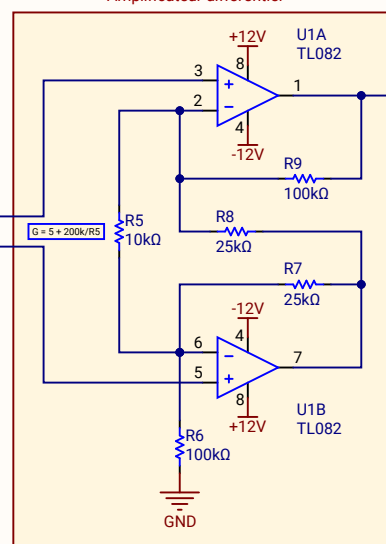 Amplificateur différentiel
+12V
U1A
TL082
8
3
1
2
4
-12V
R9
100kΩ
R8
25kΩ
G = 5 + 200k/R5
R5
10kΩ
R7
25kΩ
-12V
4
6
7
5
8
+12V
U1B
TL082
R6
100kΩ
GND